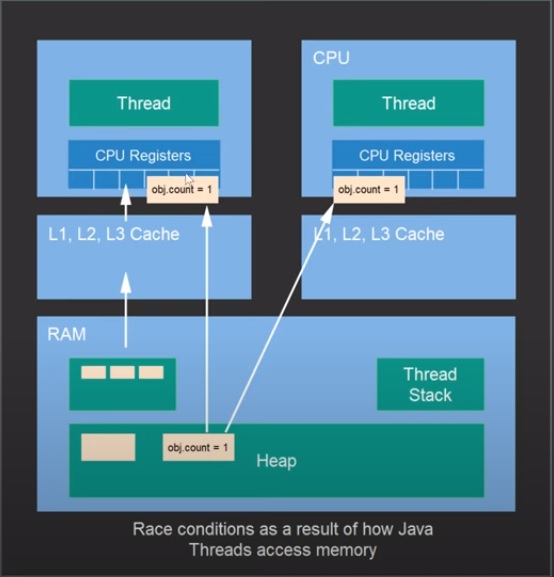 CPU
Thread
Thread
CPU Registers
CPU Registers
obj.count = 1
obj.count = 1
L1, L2, L3 Cache
L1, L2, L3 Cache
RAM
Thread
Stack
obj.count = 1
Heap
Race conditions as a result of how Java
Threads access memory